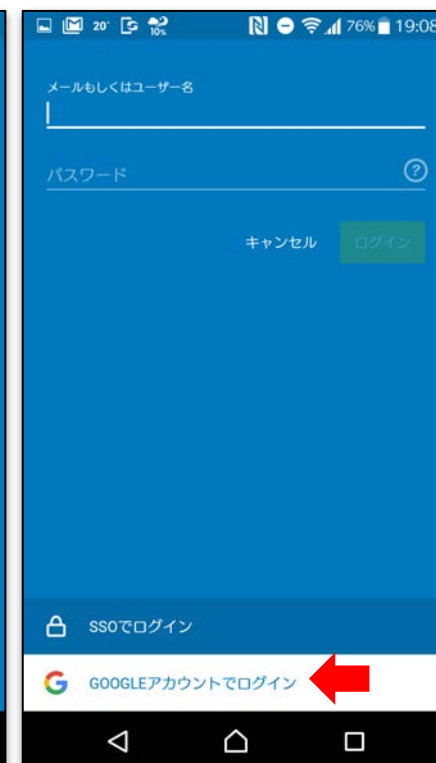 20° 10% 76% 19:08
メールもしくはユーザー名
パスワード
キャンセル ログイン
SSOでログイン
GOOGLEアカウントでログイン